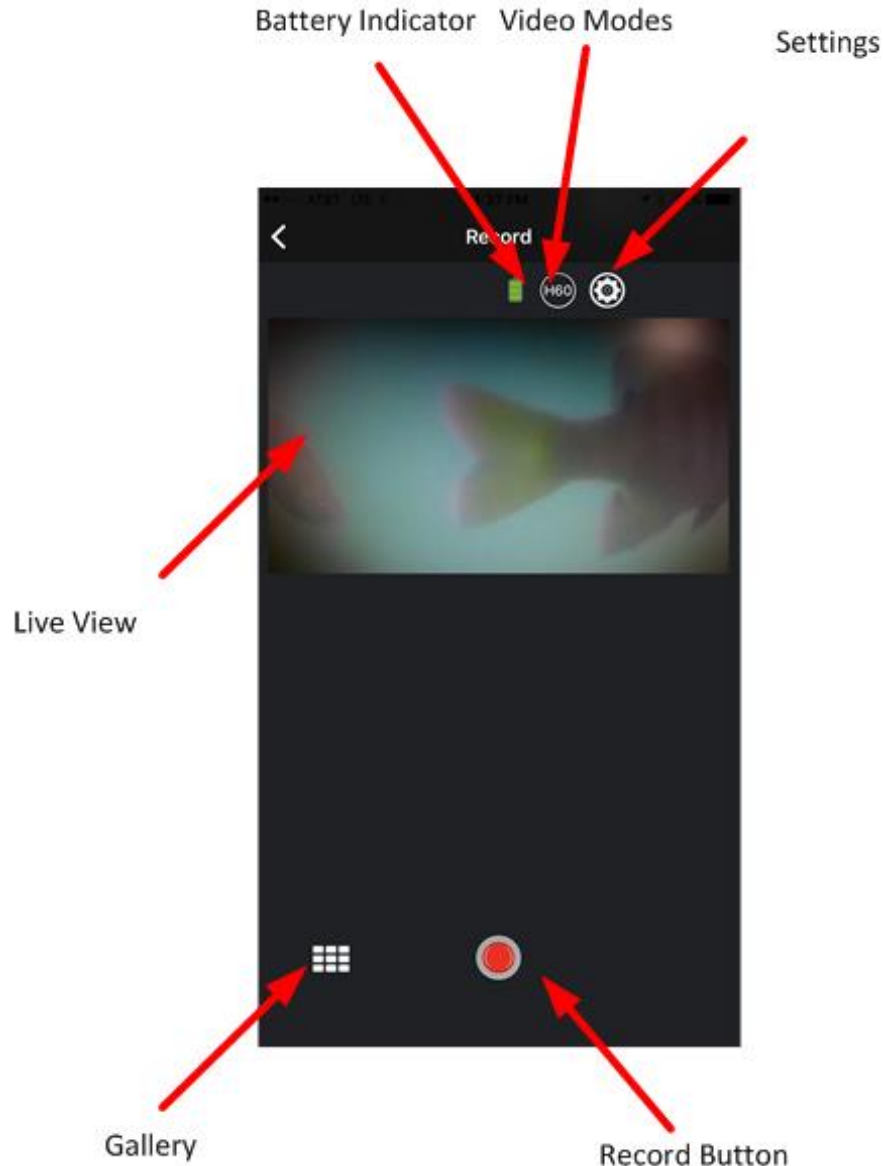 Battery Indicator Video Modes
Settings
Record
H60
Live View
Gallery
Record Button